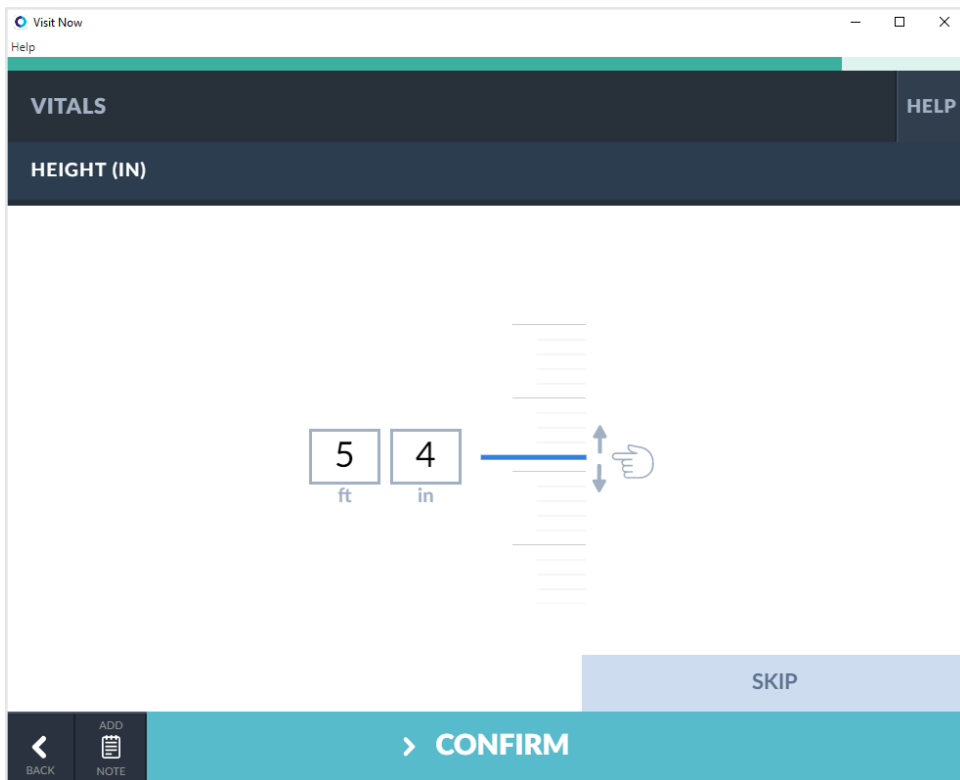 Visit Now
Help
VITALS
HELP
HEIGHT (IN)
5 4
ft in
SKIP
BACK
ADD
NOTE
CONFIRM